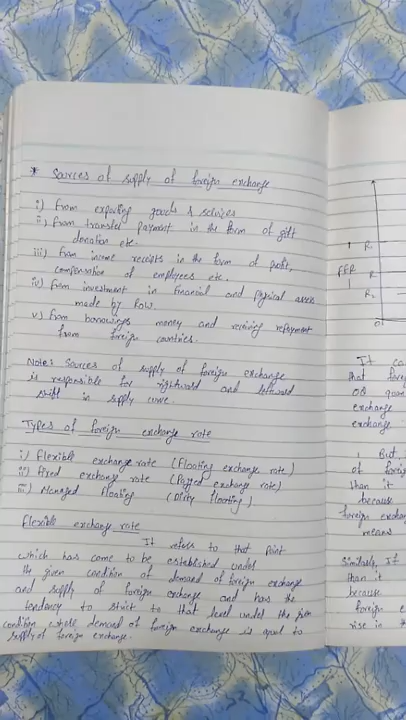 * Sources of supply of foreign exchange
i) From exporting goods & services
ii) From transfer payment in the form of gift
donation etc.
iii) From income receipts in the form of profit,
compensation of employees etc.
iv) From investment in financial and physical assets
made by RoW.
v) From borrowings money and receiving repayment
from foreign countries.
Note: Sources of supply of foreign exchange
is responsible for rightward and leftward
shift in supply curve.
Types of foreign exchange rate
i) Flexible exchange rate (Floating exchange rate)
ii) Fixed exchange rate (Pegged exchange rate)
iii) Managed floating (Dirty floating)
Flexible exchange rate
It refers to that point
which has come to be established under
the given condition of demand of foreign exchange
and supply of foreign exchange and has the
tendency to strict to that level under the given
condition where demand of foreign exchange is equal to
supply of foreign exchange.
R
FER R
R₂
It
that
or
exchange
exchange
But,
of foreign
than it
because
foreign
means
Similarly, if
than it
because
foreign
rise in